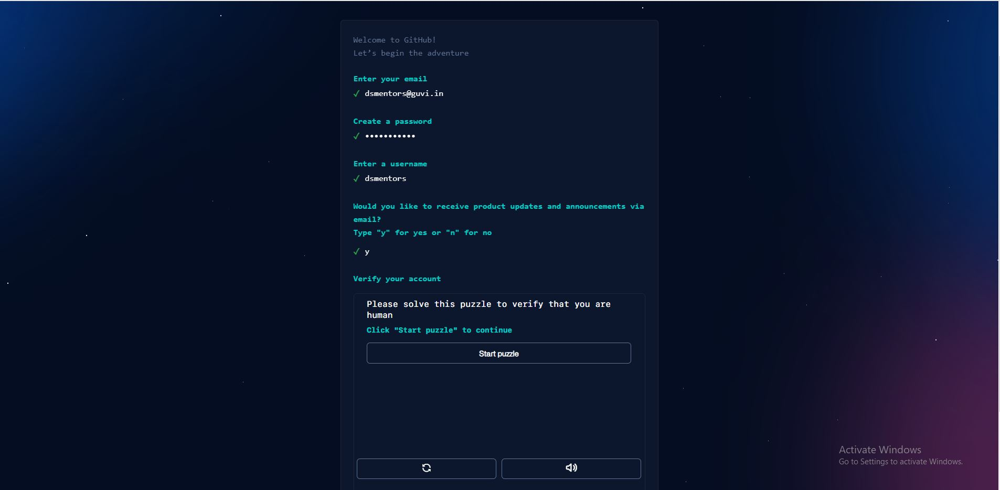 Welcome to GitHub!
Let’s begin the adventure
Enter your email
✓ dsmentors@guvi.in
Create a password
✓ •••••••••••
Enter a username
✓ dsmentors
Would you like to receive product updates and announcements via
email?
Type "y" for yes or "n" for no
✓ y
Verify your account
Please solve this puzzle to verify that you are
human
Click "Start puzzle" to continue
Start puzzle
Activate Windows
Go to Settings to activate Windows.